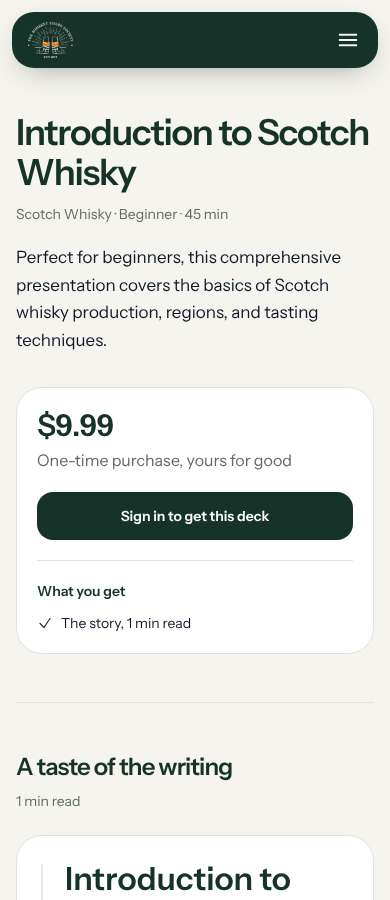 Introduction to Scotch
Whisky
Scotch Whisky · Beginner · 45 min
Perfect for beginners, this comprehensive
presentation covers the basics of Scotch
whisky production, regions, and tasting
techniques.
$9.99
One-time purchase, yours for good
Sign in to get this deck
What you get
The story, 1 min read
A taste of the writing
1 min read
Introduction to